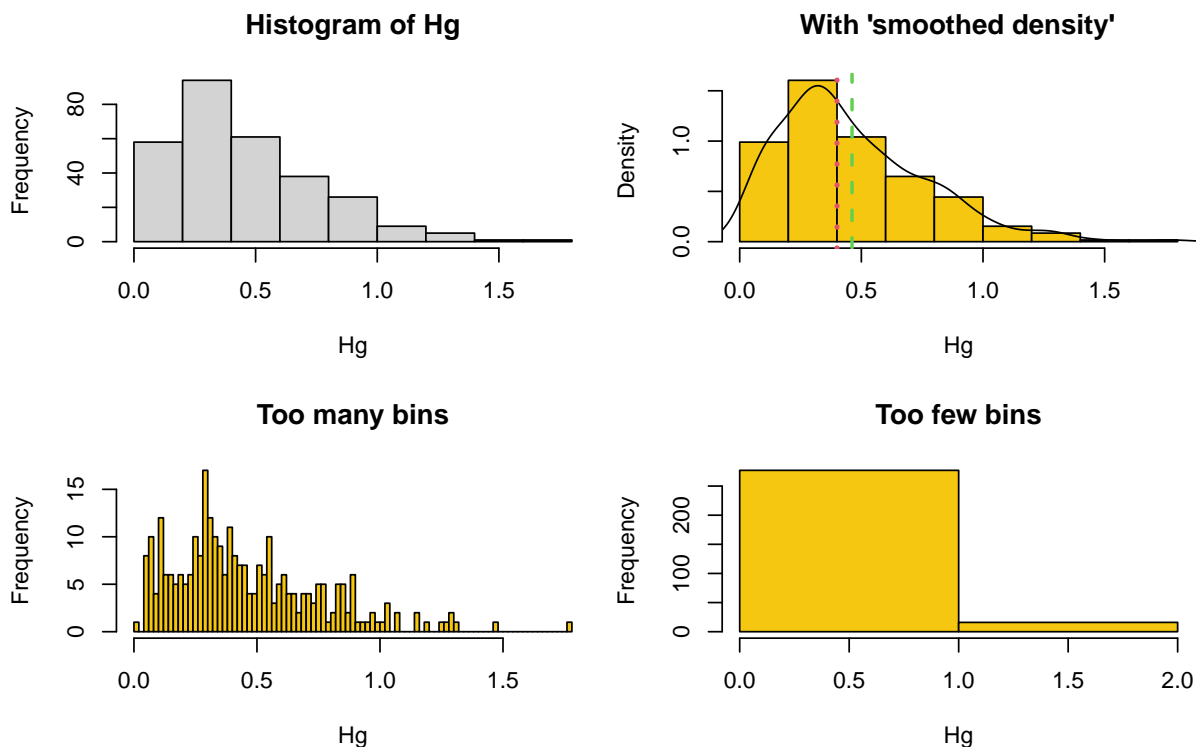 Histogram of Hg
Frequency
0
40
80
0.0 0.5 1.0 1.5
Hg
With 'smoothed density'
Density
0.0
1.0
0.0 0.5 1.0 1.5
Hg
Too many bins
Frequency
0
5
10
15
0.0 0.5 1.0 1.5
Hg
Too few bins
Frequency
0
100
200
0.0 0.5 1.0 1.5 2.0
Hg